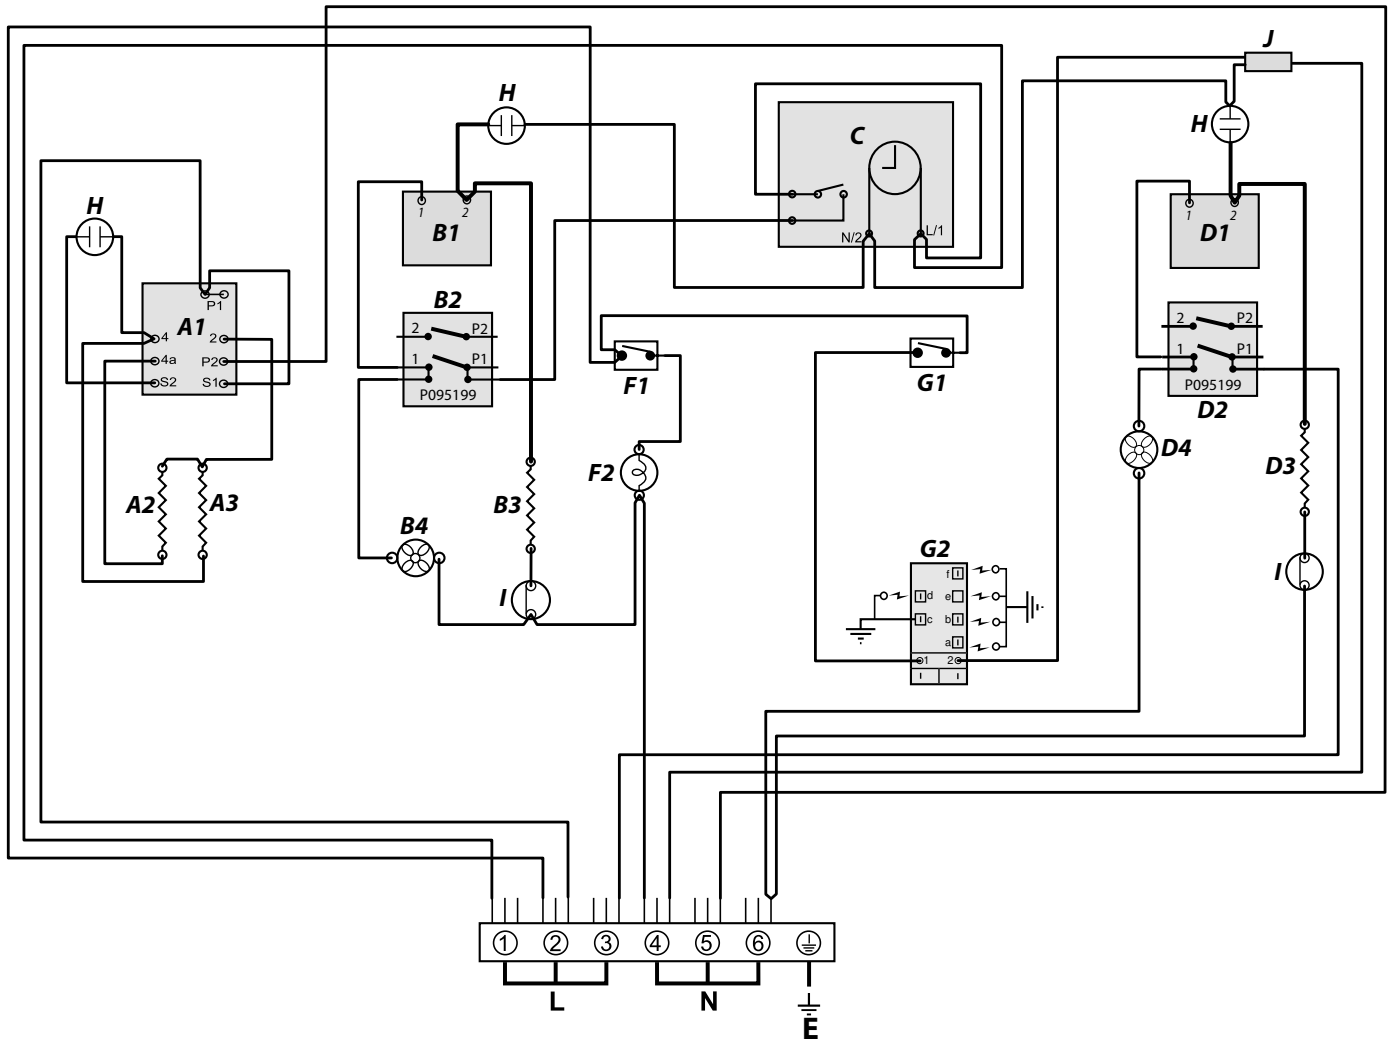 J
H
H
C
H
1 2
B1
N/2 L/1
1 2
D1
P1
A1
4 2
4a P2
S2 S1
B2
2 P2
1 P1
P095199
F1
G1
2 P2
1 P1
P095199
D2
A2 A3
B3
B4
F2
D4
D3
I
G2
f
d e
c b
a
1 2
I
1 2 3 4 5 6
L N E